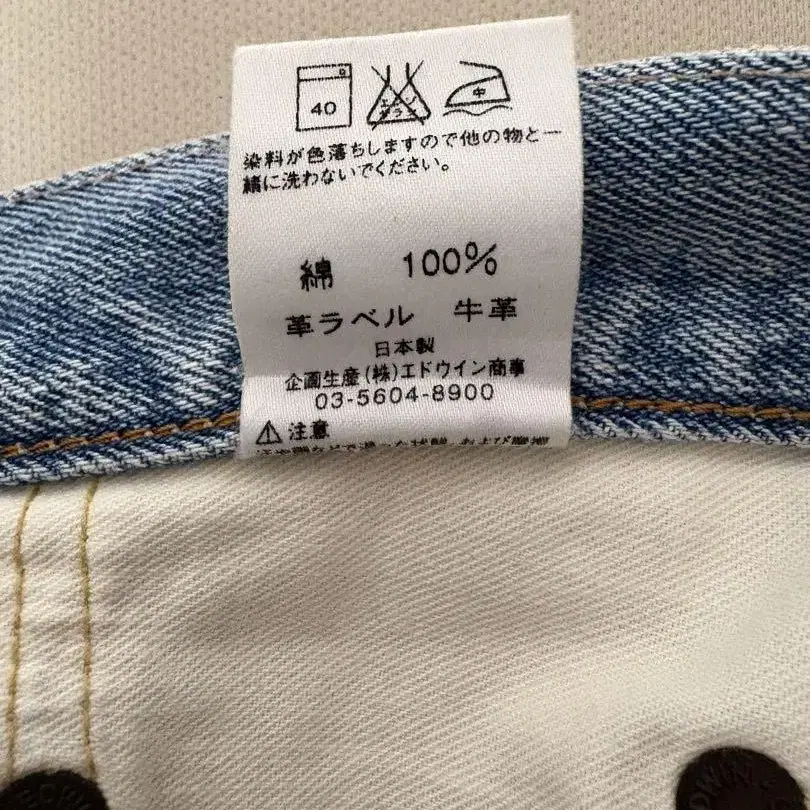 40
エンソ
サラシ
中
染料が色落ちしますので他の物と一
緒に洗わないでください。
綿 100%
革ラベル 牛革
日本製
企画生産(株)エドウイン商事
03-5604-8900
⚠注意